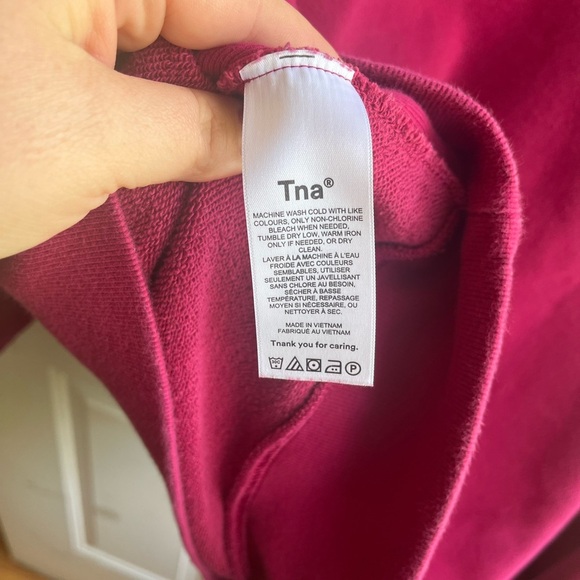 Tna®
MACHINE WASH COLD WITH LIKE
COLOURS, ONLY NON-CHLORINE
BLEACH WHEN NEEDED,
TUMBLE DRY LOW, WARM IRON
ONLY IF NEEDED, OR DRY
CLEAN.
LAVER À LA MACHINE À L'EAU
FROIDE AVEC COULEURS
SEMBLABLES, UTILISER
SEULEMENT UN JAVELLISANT
SANS CHLORE AU BESOIN,
SÉCHER À BASSE
TEMPÉRATURE, REPASSAGE
MOYEN SI NÉCESSAIRE, OU
NETTOYER À SEC.
MADE IN VIETNAM
FABRIQUÉ AU VIETNAM
Tnank you for caring.
P